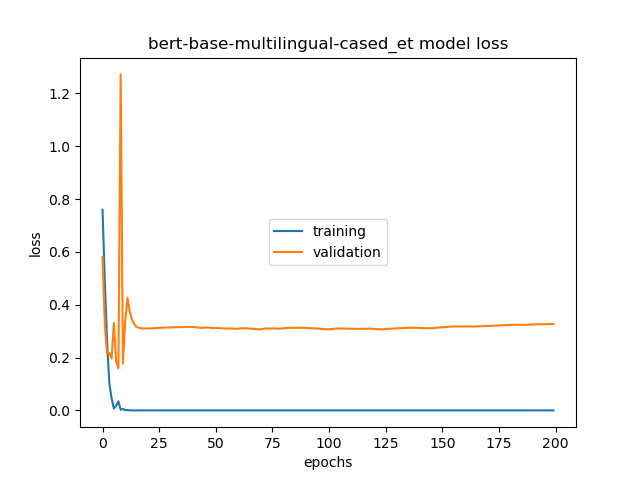 bert-base-multilingual-cased_et model loss
1.2
1.0
0.8
0.6
0.4
0.2
0.0
loss
training
validation
0 25 50 75 100 125 150 175 200
epochs